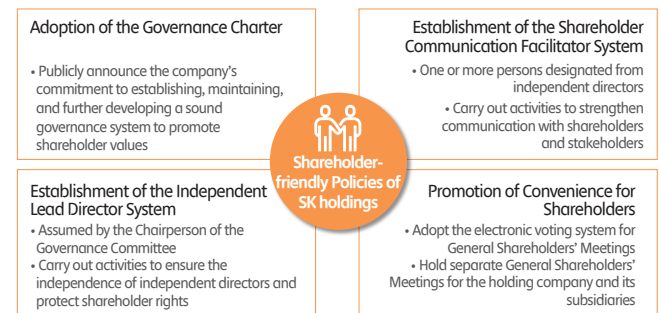 Adoption of the Governance Charter
• Publicly announce the company's
commitment to establishing, maintaining,
and further developing a sound
governance system to promote
shareholder values
Establishment of the Shareholder
Communication Facilitator System
• One or more persons designated from
independent directors
• Carry out activities to strengthen
communication with shareholders
and stakeholders
Shareholder-
friendly Policies of
SK holdings
Establishment of the Independent
Lead Director System
• Assumed by the Chairperson of the
Governance Committee
• Carry out activities to ensure the
independence of independent directors and
protect shareholder rights
Promotion of Convenience for
Shareholders
• Adopt the electronic voting system for
General Shareholders' Meetings
• Hold separate General Shareholders'
Meetings for the holding company and its
subsidiaries